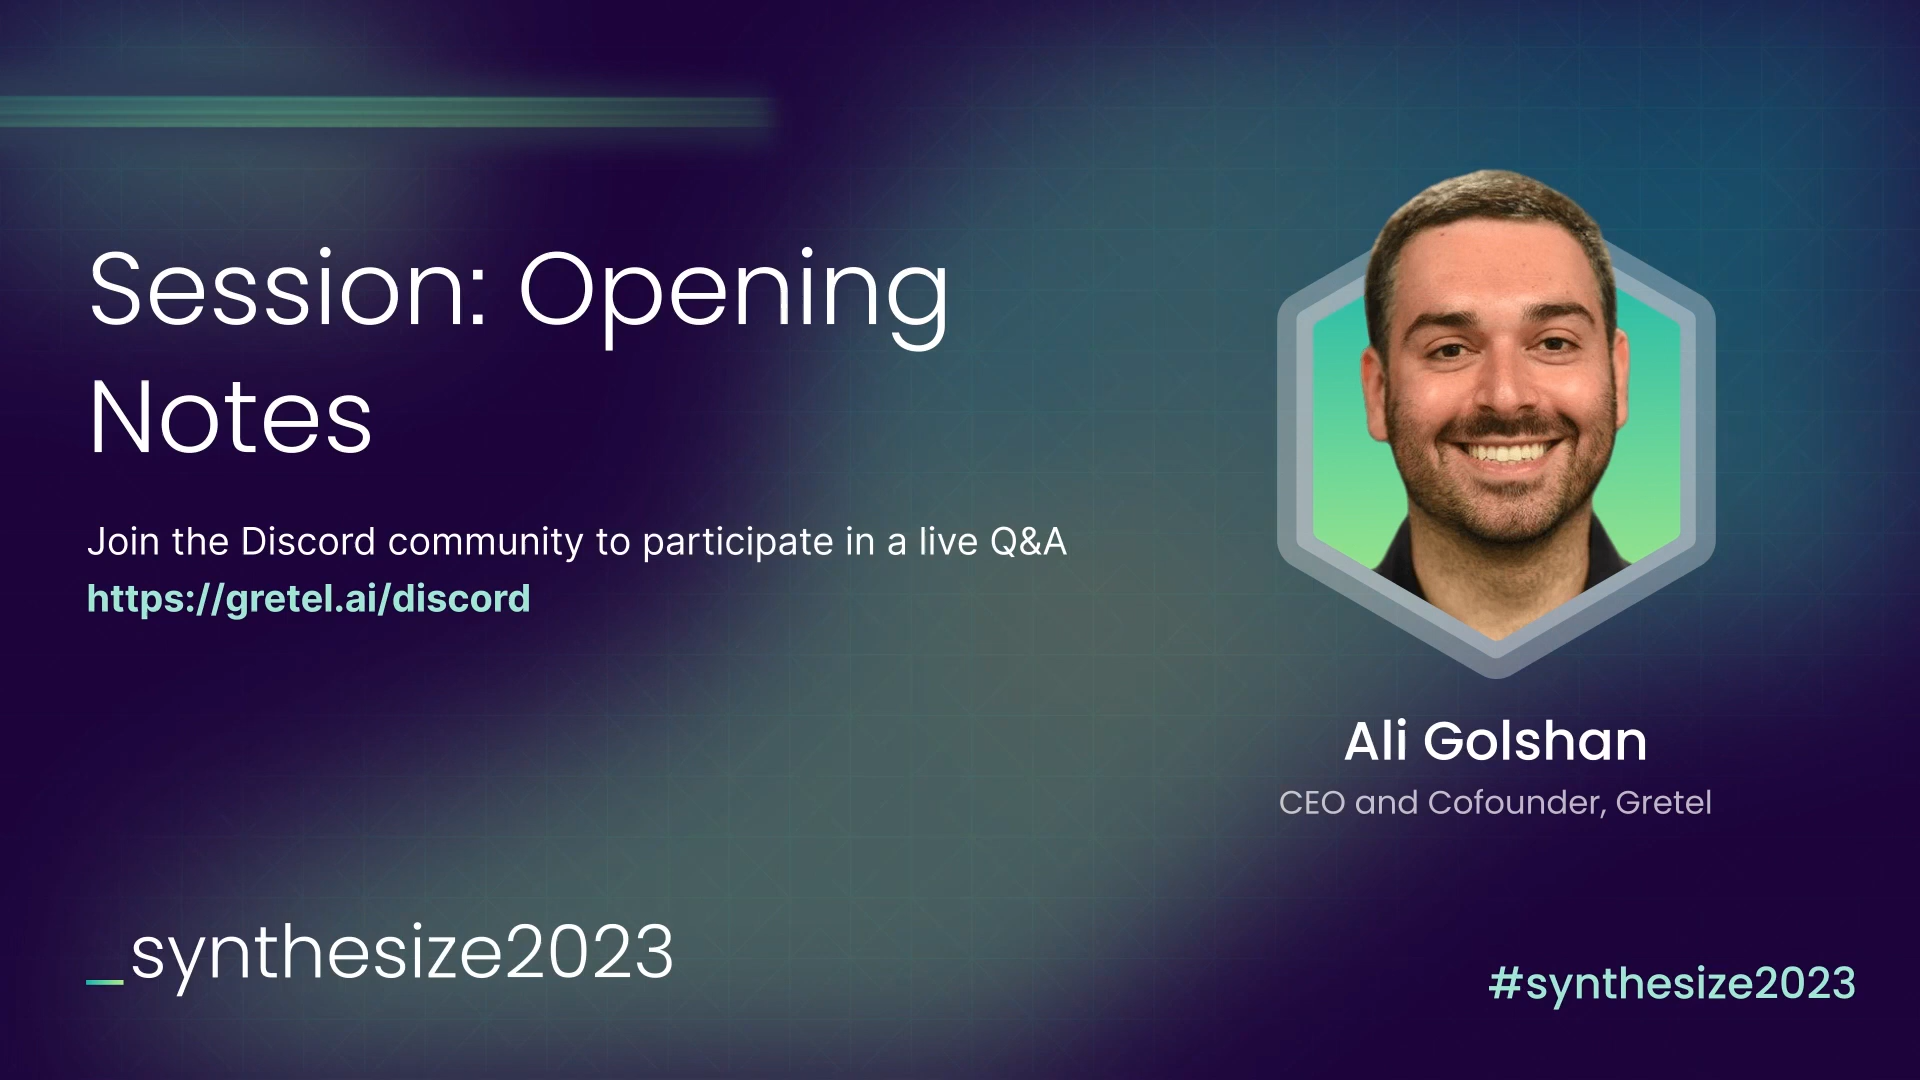 Session: Opening
Notes
Join the Discord community to participate in a live Q&A
https://gretel.ai/discord
Ali Golshan
CEO and Cofounder, Gretel
_synthesize2023
#synthesize2023